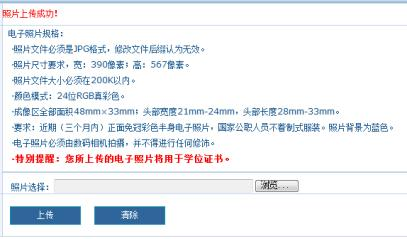 照片上传成功!
电子照片规格：
·照片文件必须是JPG格式，修改文件后缀认为无效。
·照片尺寸要求，宽：390像素；高：567像素。
·照片文件大小必须在200K以内。
·颜色模式：24位RGB真彩色。
·成像区全部面积48mm×33mm；头部宽度21mm-24mm，头部长度28mm-33mm。
·要求：近期（三个月内）正面免冠彩色半身电子照片，国家公职人员不着制式服装。照片背景为蓝色。
·电子照片必须由数码相机拍摄，并不得进行任何修饰。
·特别提醒：您所上传的电子照片将用于学位证书。
照片选择： 浏览...
上传 清除